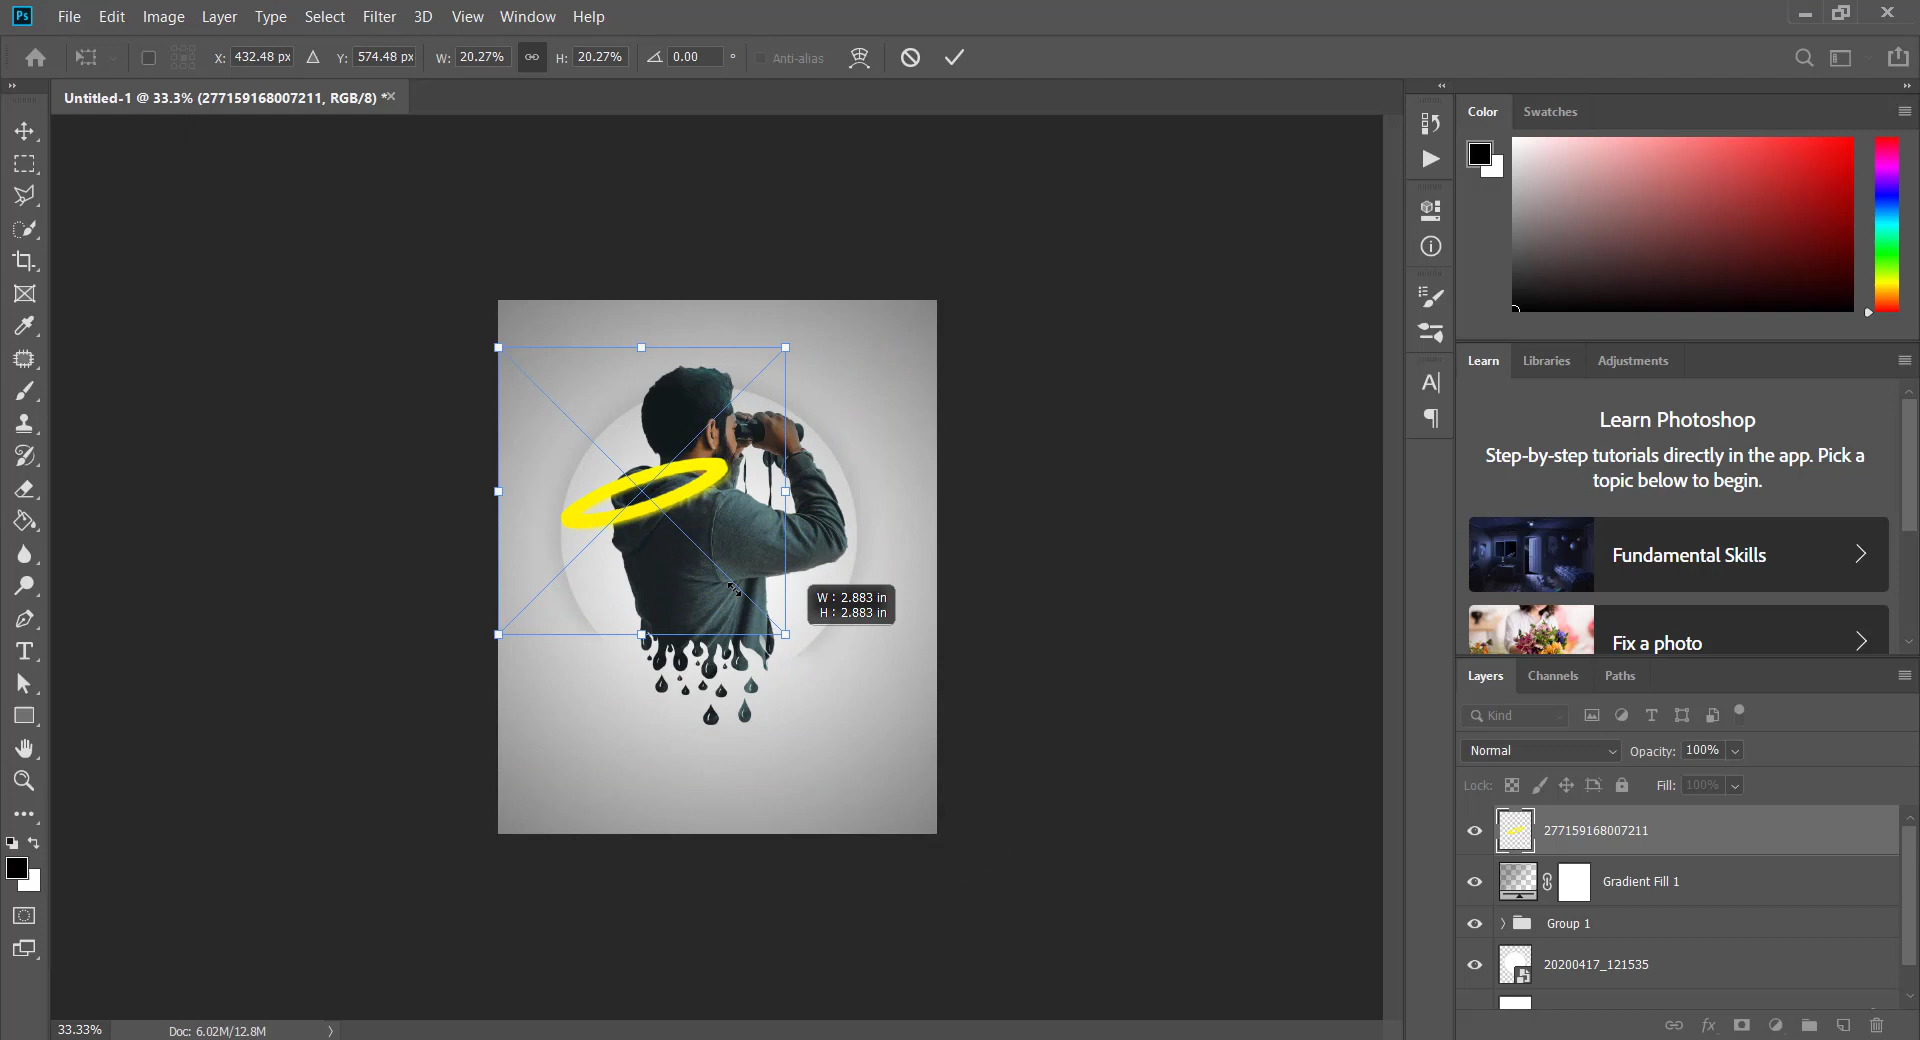 Ps File Edit Image Layer Type Select Filter 3D View Window Help
X: 432.48 px Y: 574.48 px W: 20.27% H: 20.27% 0.00 ° Anti-alias
Untitled-1 @ 33.3% (277159168007211, RGB/8) *
Color Swatches
Learn Libraries Adjustments
Learn Photoshop
Step-by-step tutorials directly in the app. Pick a
topic below to begin.
Fundamental Skills
Fix a photo
W : 2.883 in
H : 2.883 in
Layers Channels Paths
Kind
Normal Opacity: 100%
Lock: Fill: 100%
277159168007211
Gradient Fill 1
Group 1
20200417_121535
fx
33.33% Doc: 6.02M/12.8M